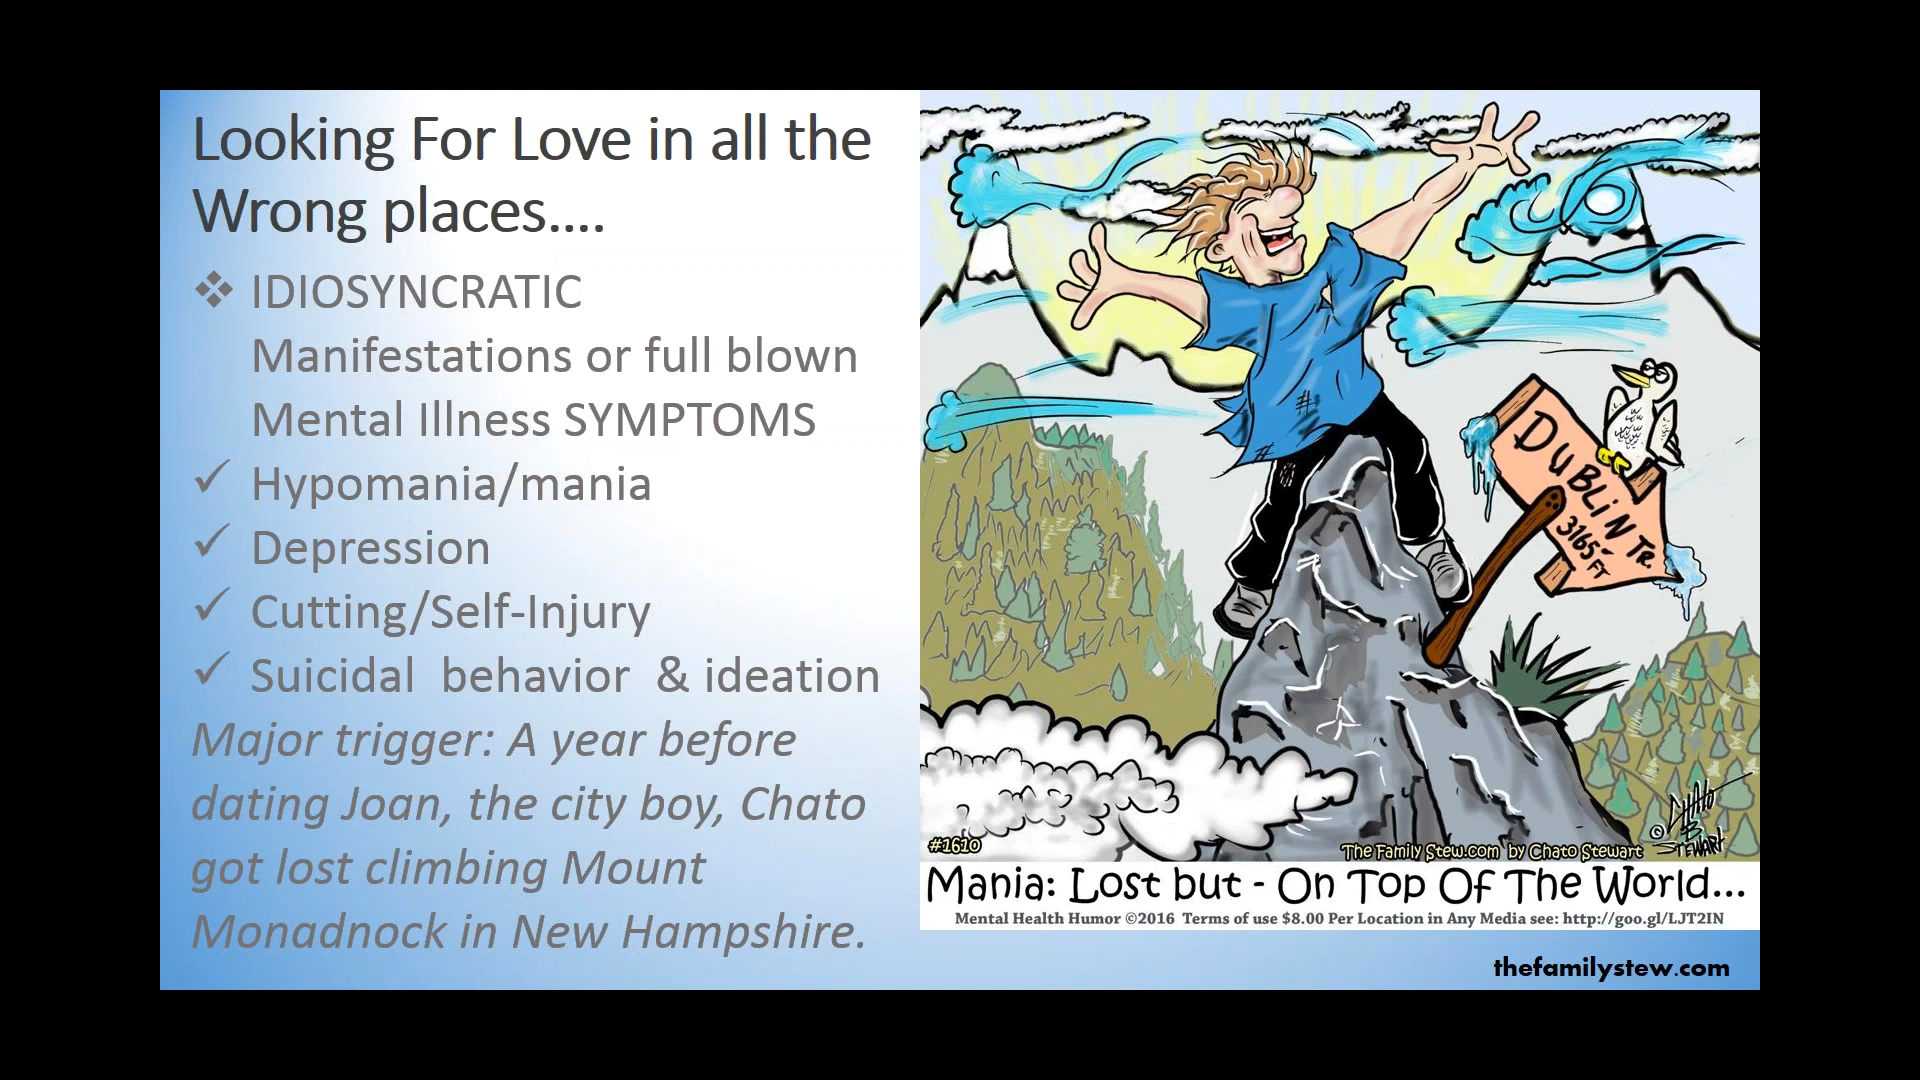 Looking For Love in all the
Wrong places....
❖ IDIOSYNCRATIC
Manifestations or full blown
Mental Illness SYMPTOMS
✓ Hypomania/mania
✓ Depression
✓ Cutting/Self-Injury
✓ Suicidal behavior & ideation
Major trigger: A year before
dating Joan, the city boy, Chato
got lost climbing Mount
Monadnock in New Hampshire.
DUBLiN TR.
3165 FT
CHATO
B
© STEWART
#1610
The Family Stew.com by Chato Stewart
Mania: Lost but - On Top Of The World...
Mental Health Humor ©2016 Terms of use $8.00 Per Location in Any Media see: http://goo.gl/LJT2IN
thefamilystew.com